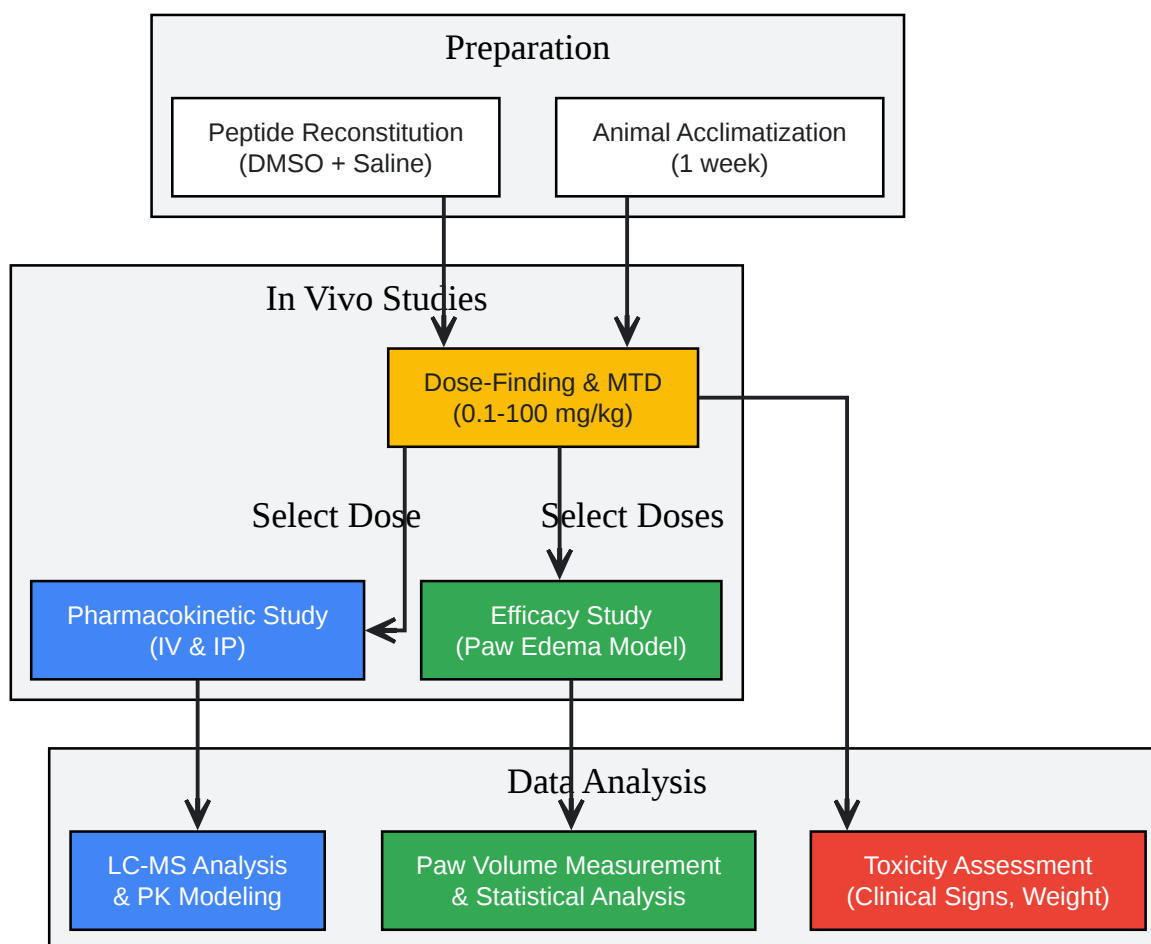 Preparation
Peptide Reconstitution
(DMSO + Saline)
Animal Acclimatization
(1 week)
In Vivo Studies
Dose-Finding & MTD
(0.1-100 mg/kg)
Select Dose
Select Doses
Pharmacokinetic Study
(IV & IP)
Efficacy Study
(Paw Edema Model)
Data Analysis
LC-MS Analysis
& PK Modeling
Paw Volume Measurement
& Statistical Analysis
Toxicity Assessment
(Clinical Signs, Weight)